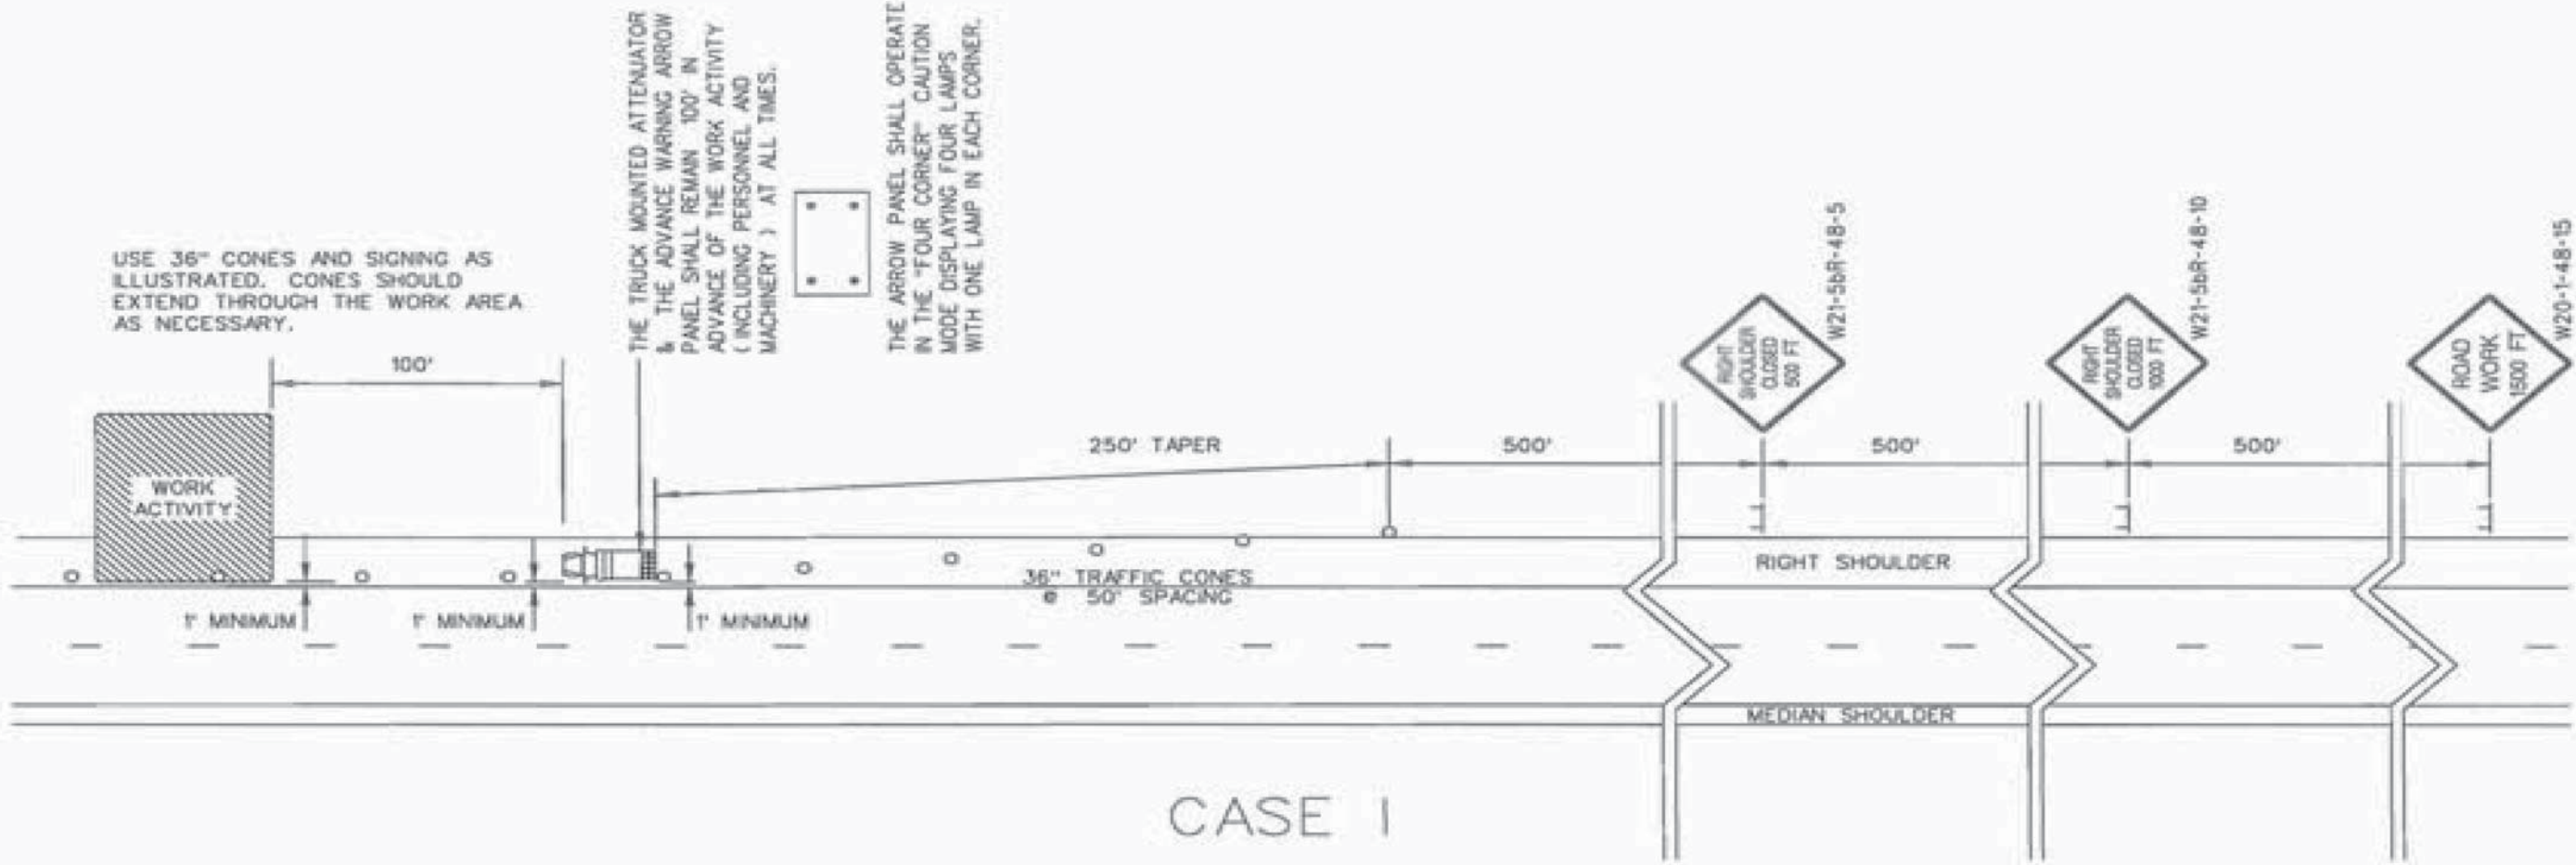 USE 36" CONES AND SIGNING AS
ILLUSTRATED. CONES SHOULD
EXTEND THROUGH THE WORK AREA
AS NECESSARY.
THE TRUCK MOUNTED ATTENUATOR
& THE ADVANCE WARNING ARROW
PANEL SHALL REMAIN 100' IN
ADVANCE OF THE WORK ACTIVITY
( INCLUDING PERSONNEL AND
MACHINERY ) AT ALL TIMES.
THE ARROW PANEL SHALL OPERATE
IN THE "FOUR CORNER" CAUTION
MODE DISPLAYING FOUR LAMPS
WITH ONE LAMP IN EACH CORNER.
RIGHT
SHOULDER
CLOSED
500 FT
W21-5bR-48-5
RIGHT
SHOULDER
CLOSED
1000 FT
W21-5bR-48-10
ROAD
WORK
1500 FT
W20-1-48-15
100'
250' TAPER
500'
500'
500'
WORK
ACTIVITY
36" TRAFFIC CONES
@ 50' SPACING
RIGHT SHOULDER
1' MINIMUM
1' MINIMUM
1' MINIMUM
MEDIAN SHOULDER
CASE I